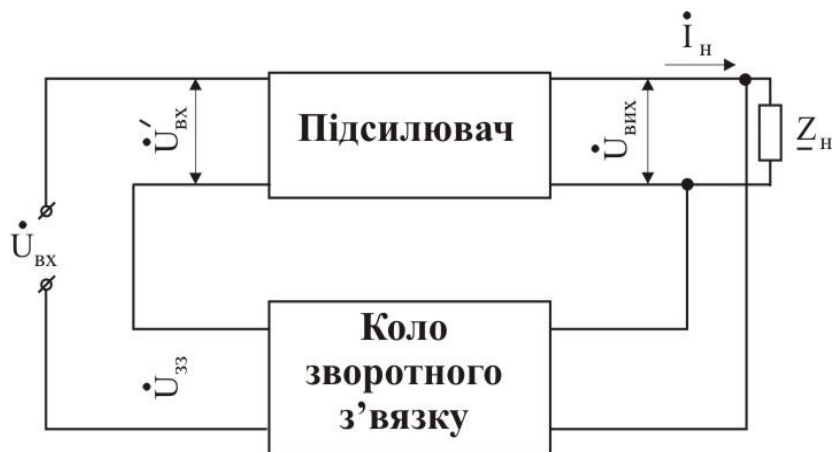 İ н
Ú̇ вх
Підсилювач
U̇ вих
Z н
U̇ вх
Коло
зворотного
з’вязку
U̇ зз